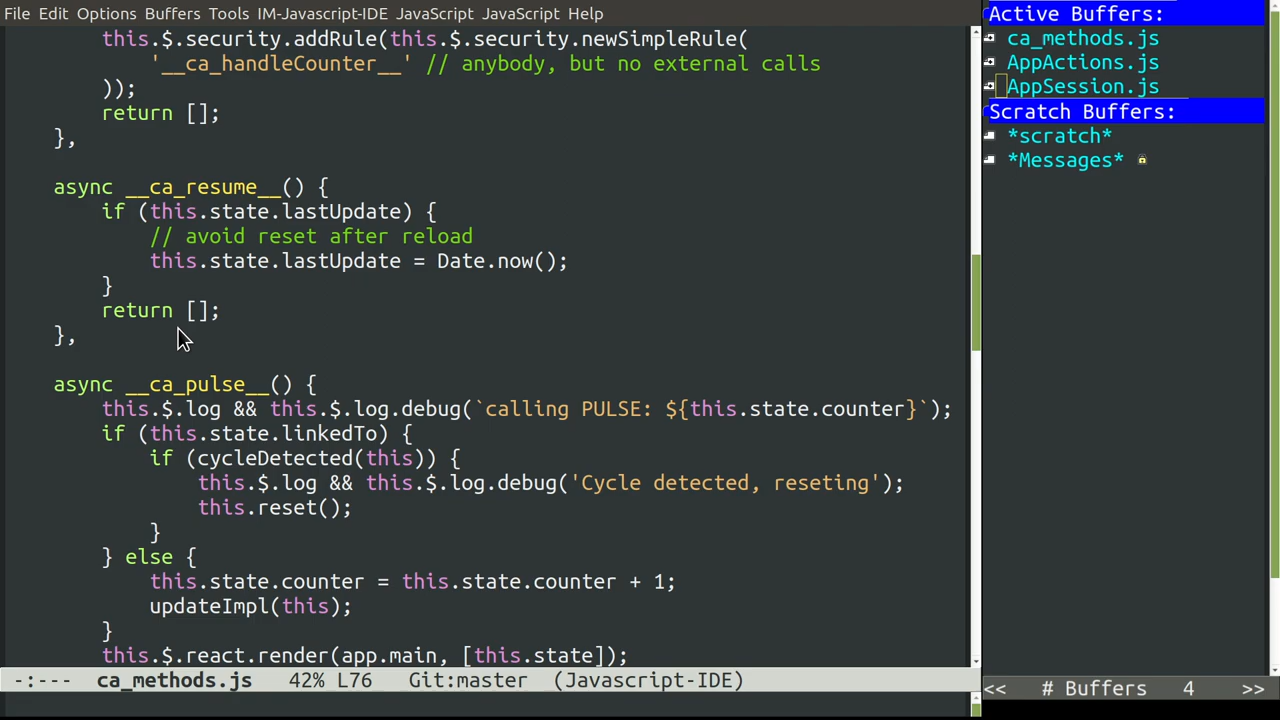 File Edit Options Buffers Tools IM-Javascript-IDE JavaScript JavaScript Help
this.$.security.addRule(this.$.security.newSimpleRule(
'__ca_handleCounter__' // anybody, but no external calls
));
return [];
},
async __ca_resume__() {
if (this.state.lastUpdate) {
// avoid reset after reload
this.state.lastUpdate = Date.now();
}
return [];
},
async __ca_pulse__() {
this.$.log && this.$.log.debug(`calling PULSE: ${this.state.counter}`);
if (this.state.linkedTo) {
if (cycleDetected(this)) {
this.$.log && this.$.log.debug('Cycle detected, reseting');
this.reset();
}
} else {
this.state.counter = this.state.counter + 1;
updateImpl(this);
}
this.$.react.render(app.main, [this.state]);
-:--- ca_methods.js 42% L76 Git:master (Javascript-IDE)
Active Buffers:
ca_methods.js
AppActions.js
AppSession.js
Scratch Buffers:
*scratch*
*Messages*
<< # Buffers 4 >>